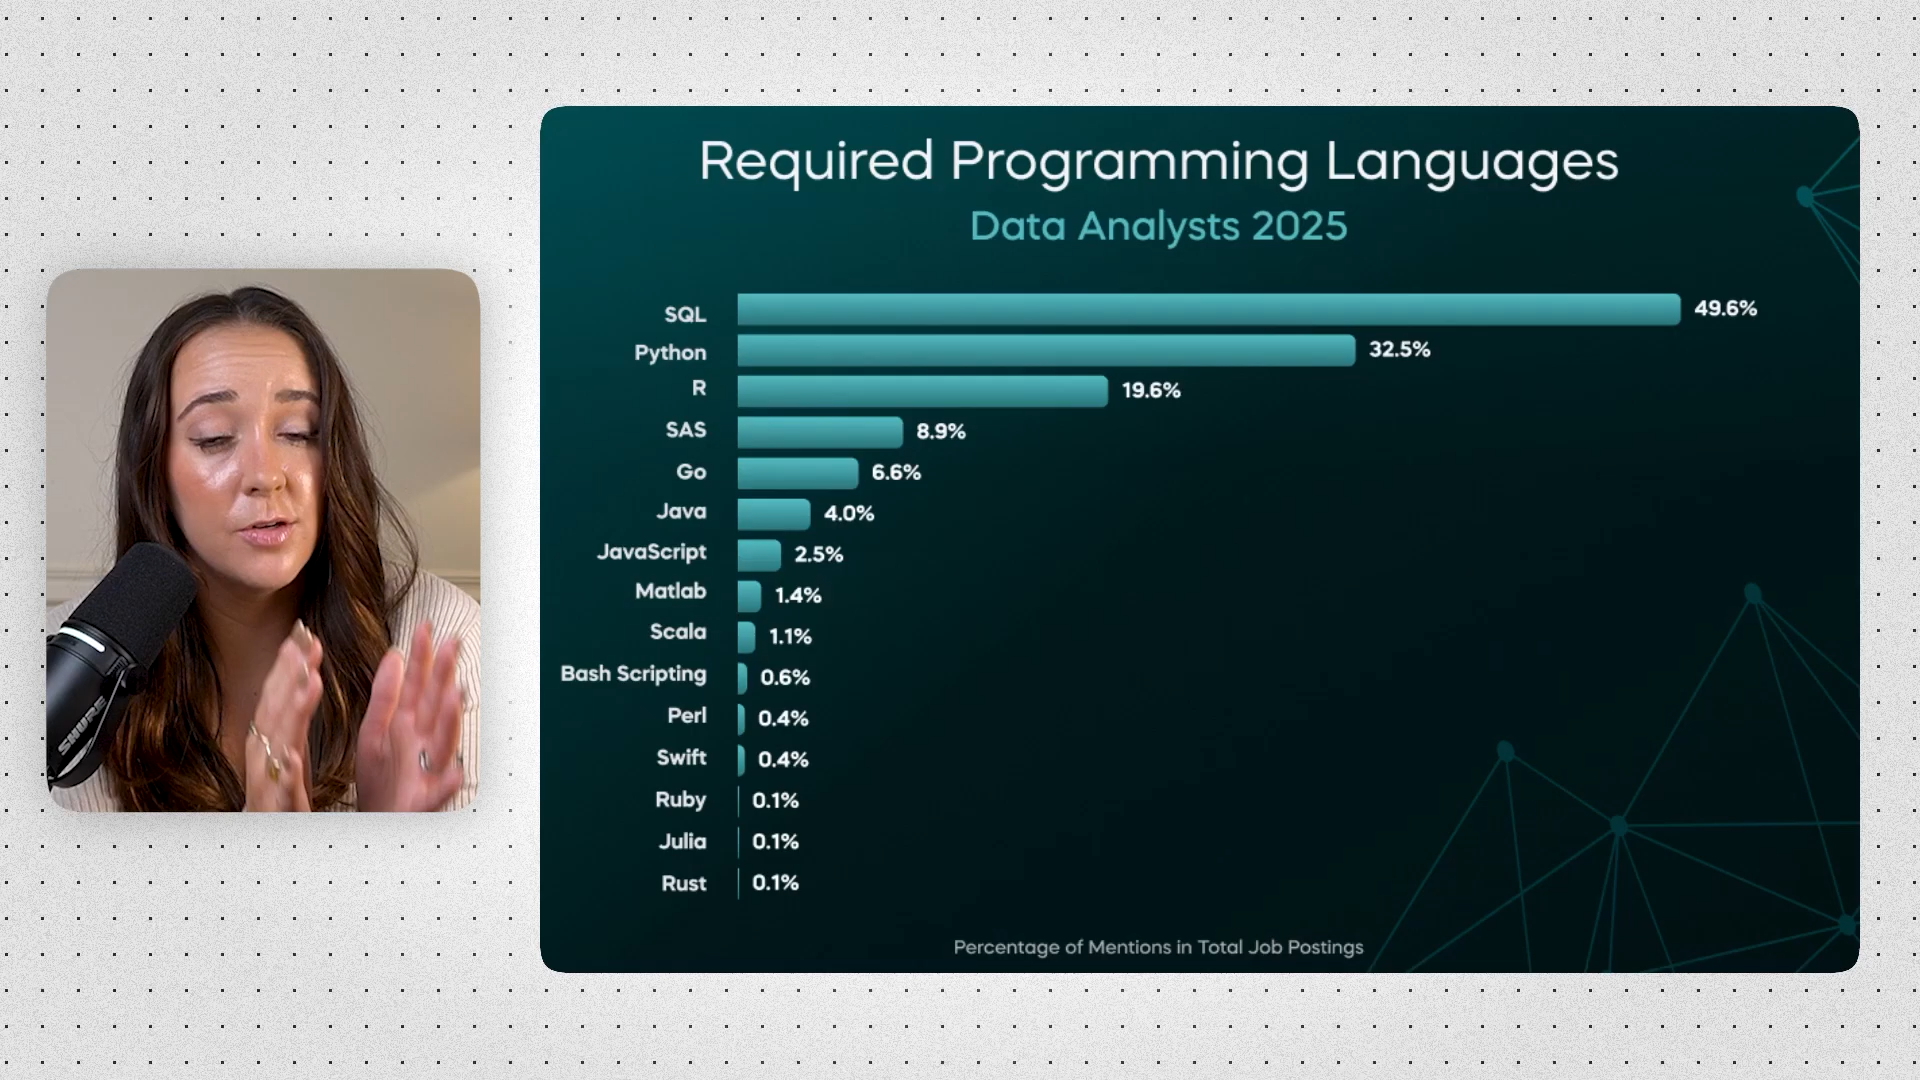 Required Programming Languages
Data Analysts 2025
SQL 49.6%
Python 32.5%
R 19.6%
SAS 8.9%
Go 6.6%
Java 4.0%
JavaScript 2.5%
Matlab 1.4%
Scala 1.1%
Bash Scripting 0.6%
Perl 0.4%
Swift 0.4%
Ruby 0.1%
Julia 0.1%
Rust 0.1%
Percentage of Mentions in Total Job Postings
SHURE